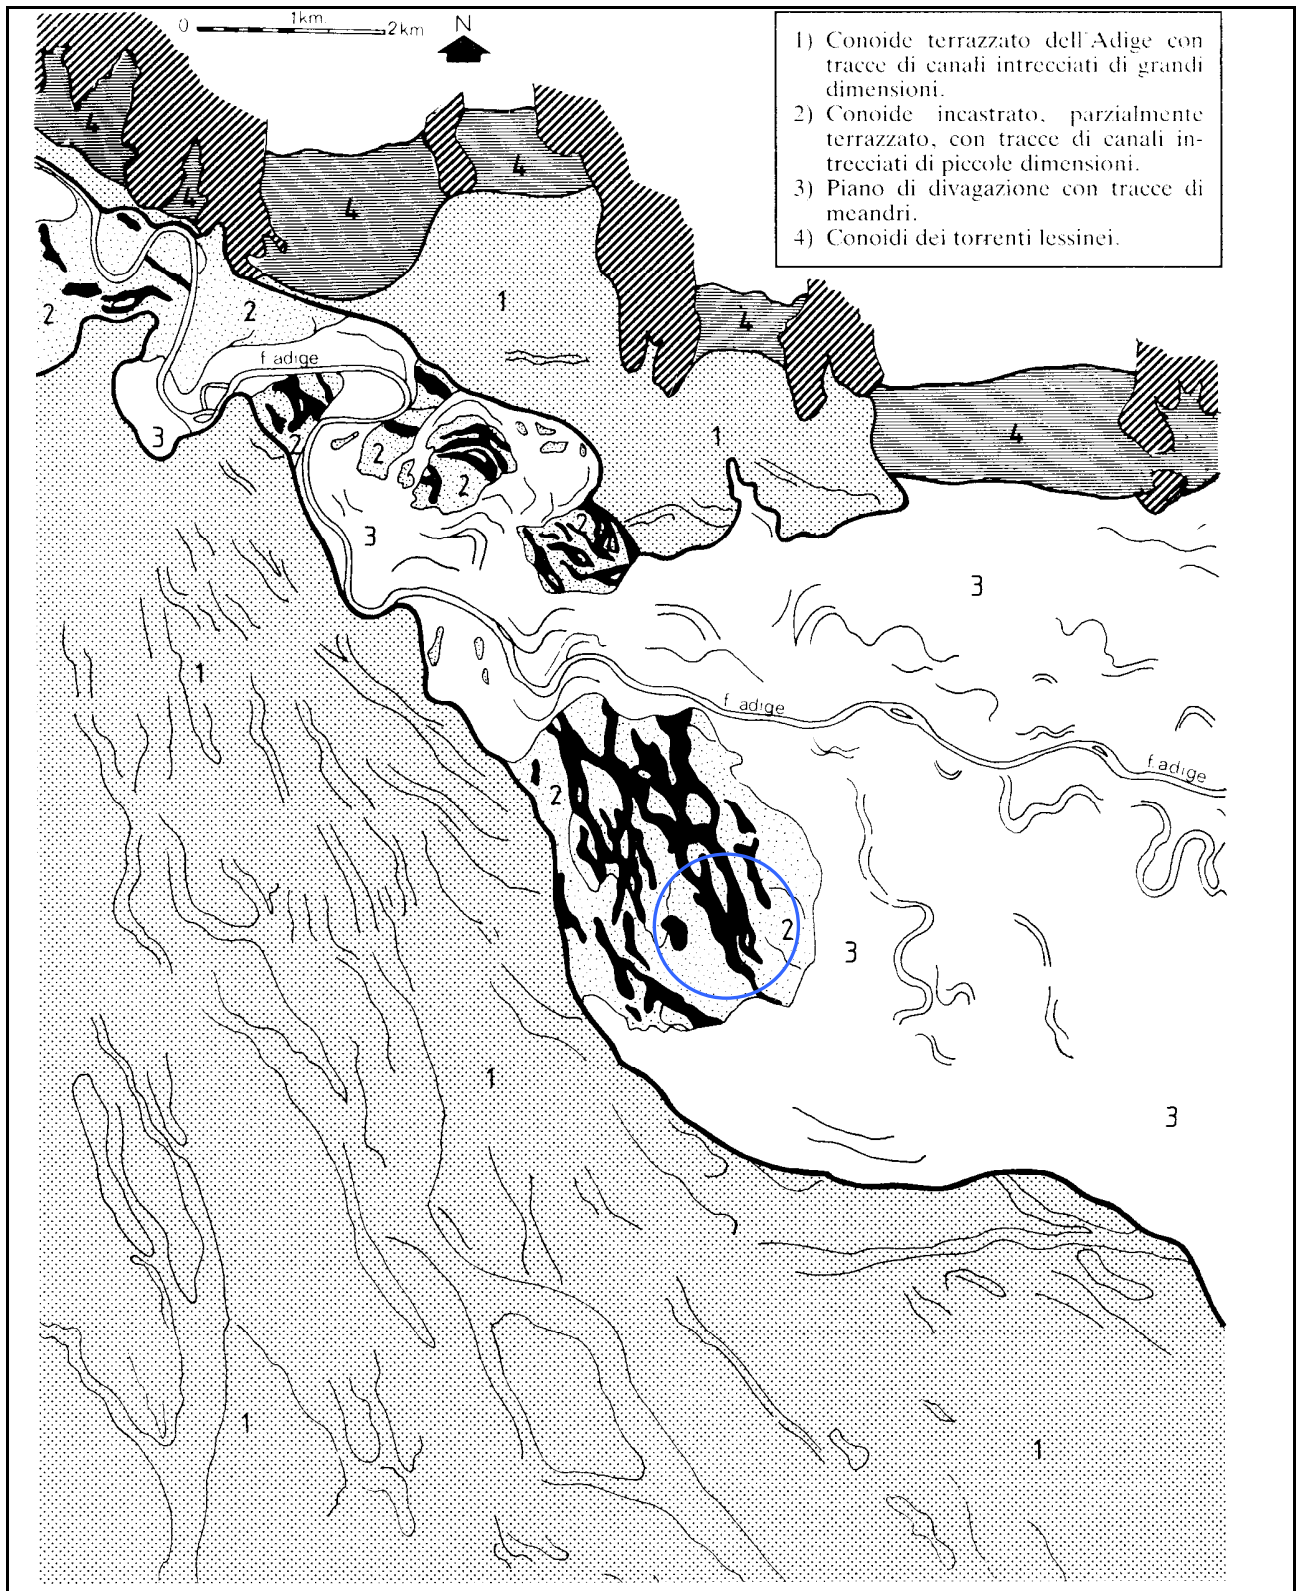 0 1km. 2km
N
1) Conoide terrazzato dell'Adige con
tracce di canali intrecciati di grandi
dimensioni.
2) Conoide incastrato, parzialmente
terrazzato, con tracce di canali in-
trecciati di piccole dimensioni.
3) Piano di divagazione con tracce di
meandri.
4) Conoidi dei torrenti lessinei.
4
4
4
4
1
2
2
4
f adige
3
2
1
4
2
2
2
3
3
1
f. adige
f. adige
2
2
3
1
3
1
1